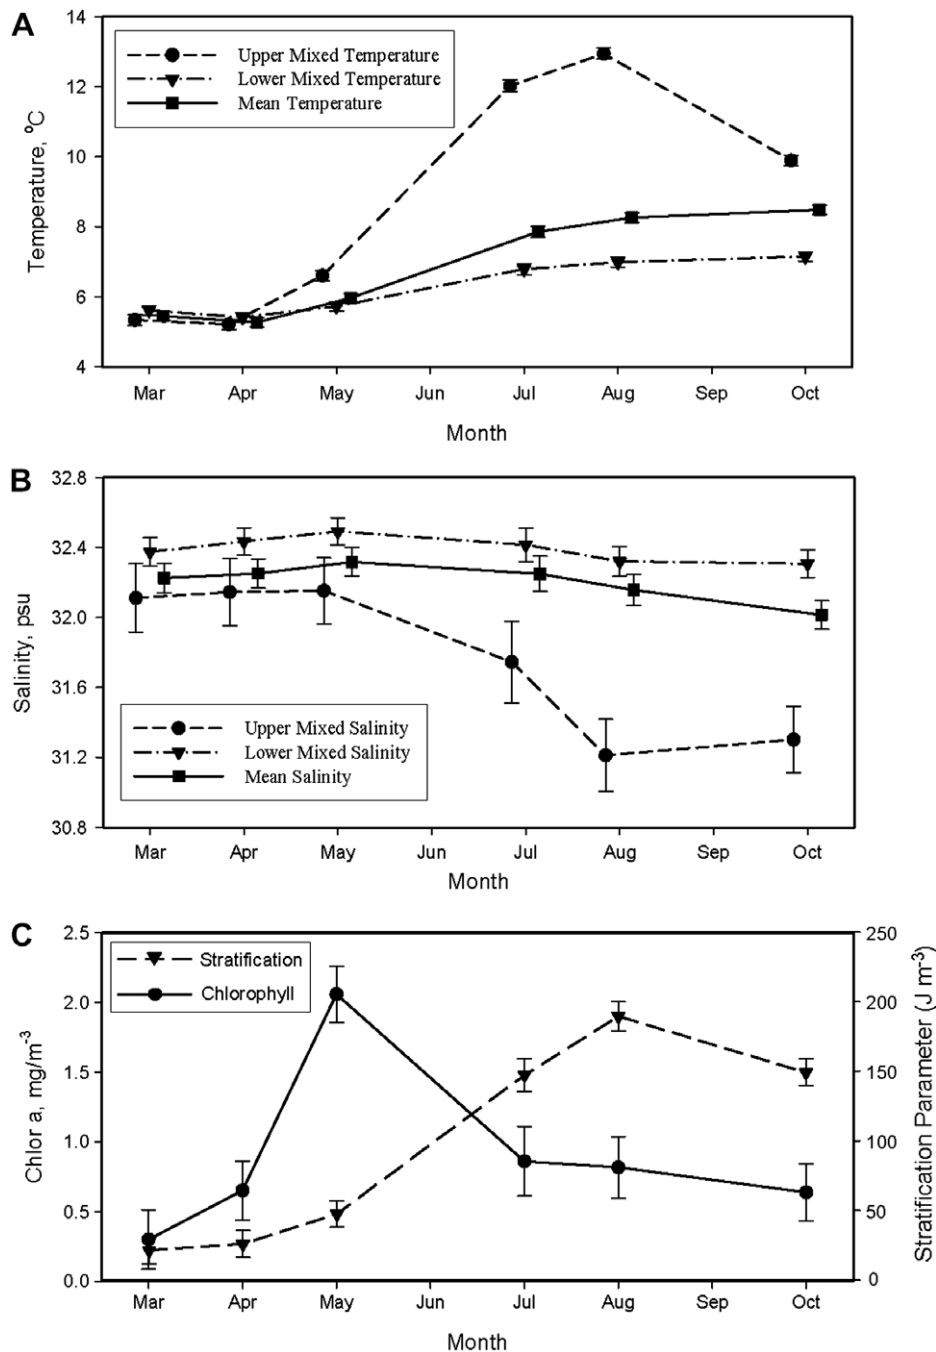 A
14
12
10
8
6
4
Temperature, °C
Upper Mixed Temperature
Lower Mixed Temperature
Mean Temperature
Mar Apr May Jun Jul Aug Sep Oct
Month
B
32.8
32.4
32.0
31.6
31.2
30.8
Salinity, psu
Upper Mixed Salinity
Lower Mixed Salinity
Mean Salinity
Mar Apr May Jun Jul Aug Sep Oct
Month
C
2.5
2.0
1.5
1.0
0.5
0.0
Chlor a, mg/m-3
Stratification
Chlorophyll
250
200
150
100
50
0
Stratification Parameter (J m-3)
Mar Apr May Jun Jul Aug Sep Oct
Month